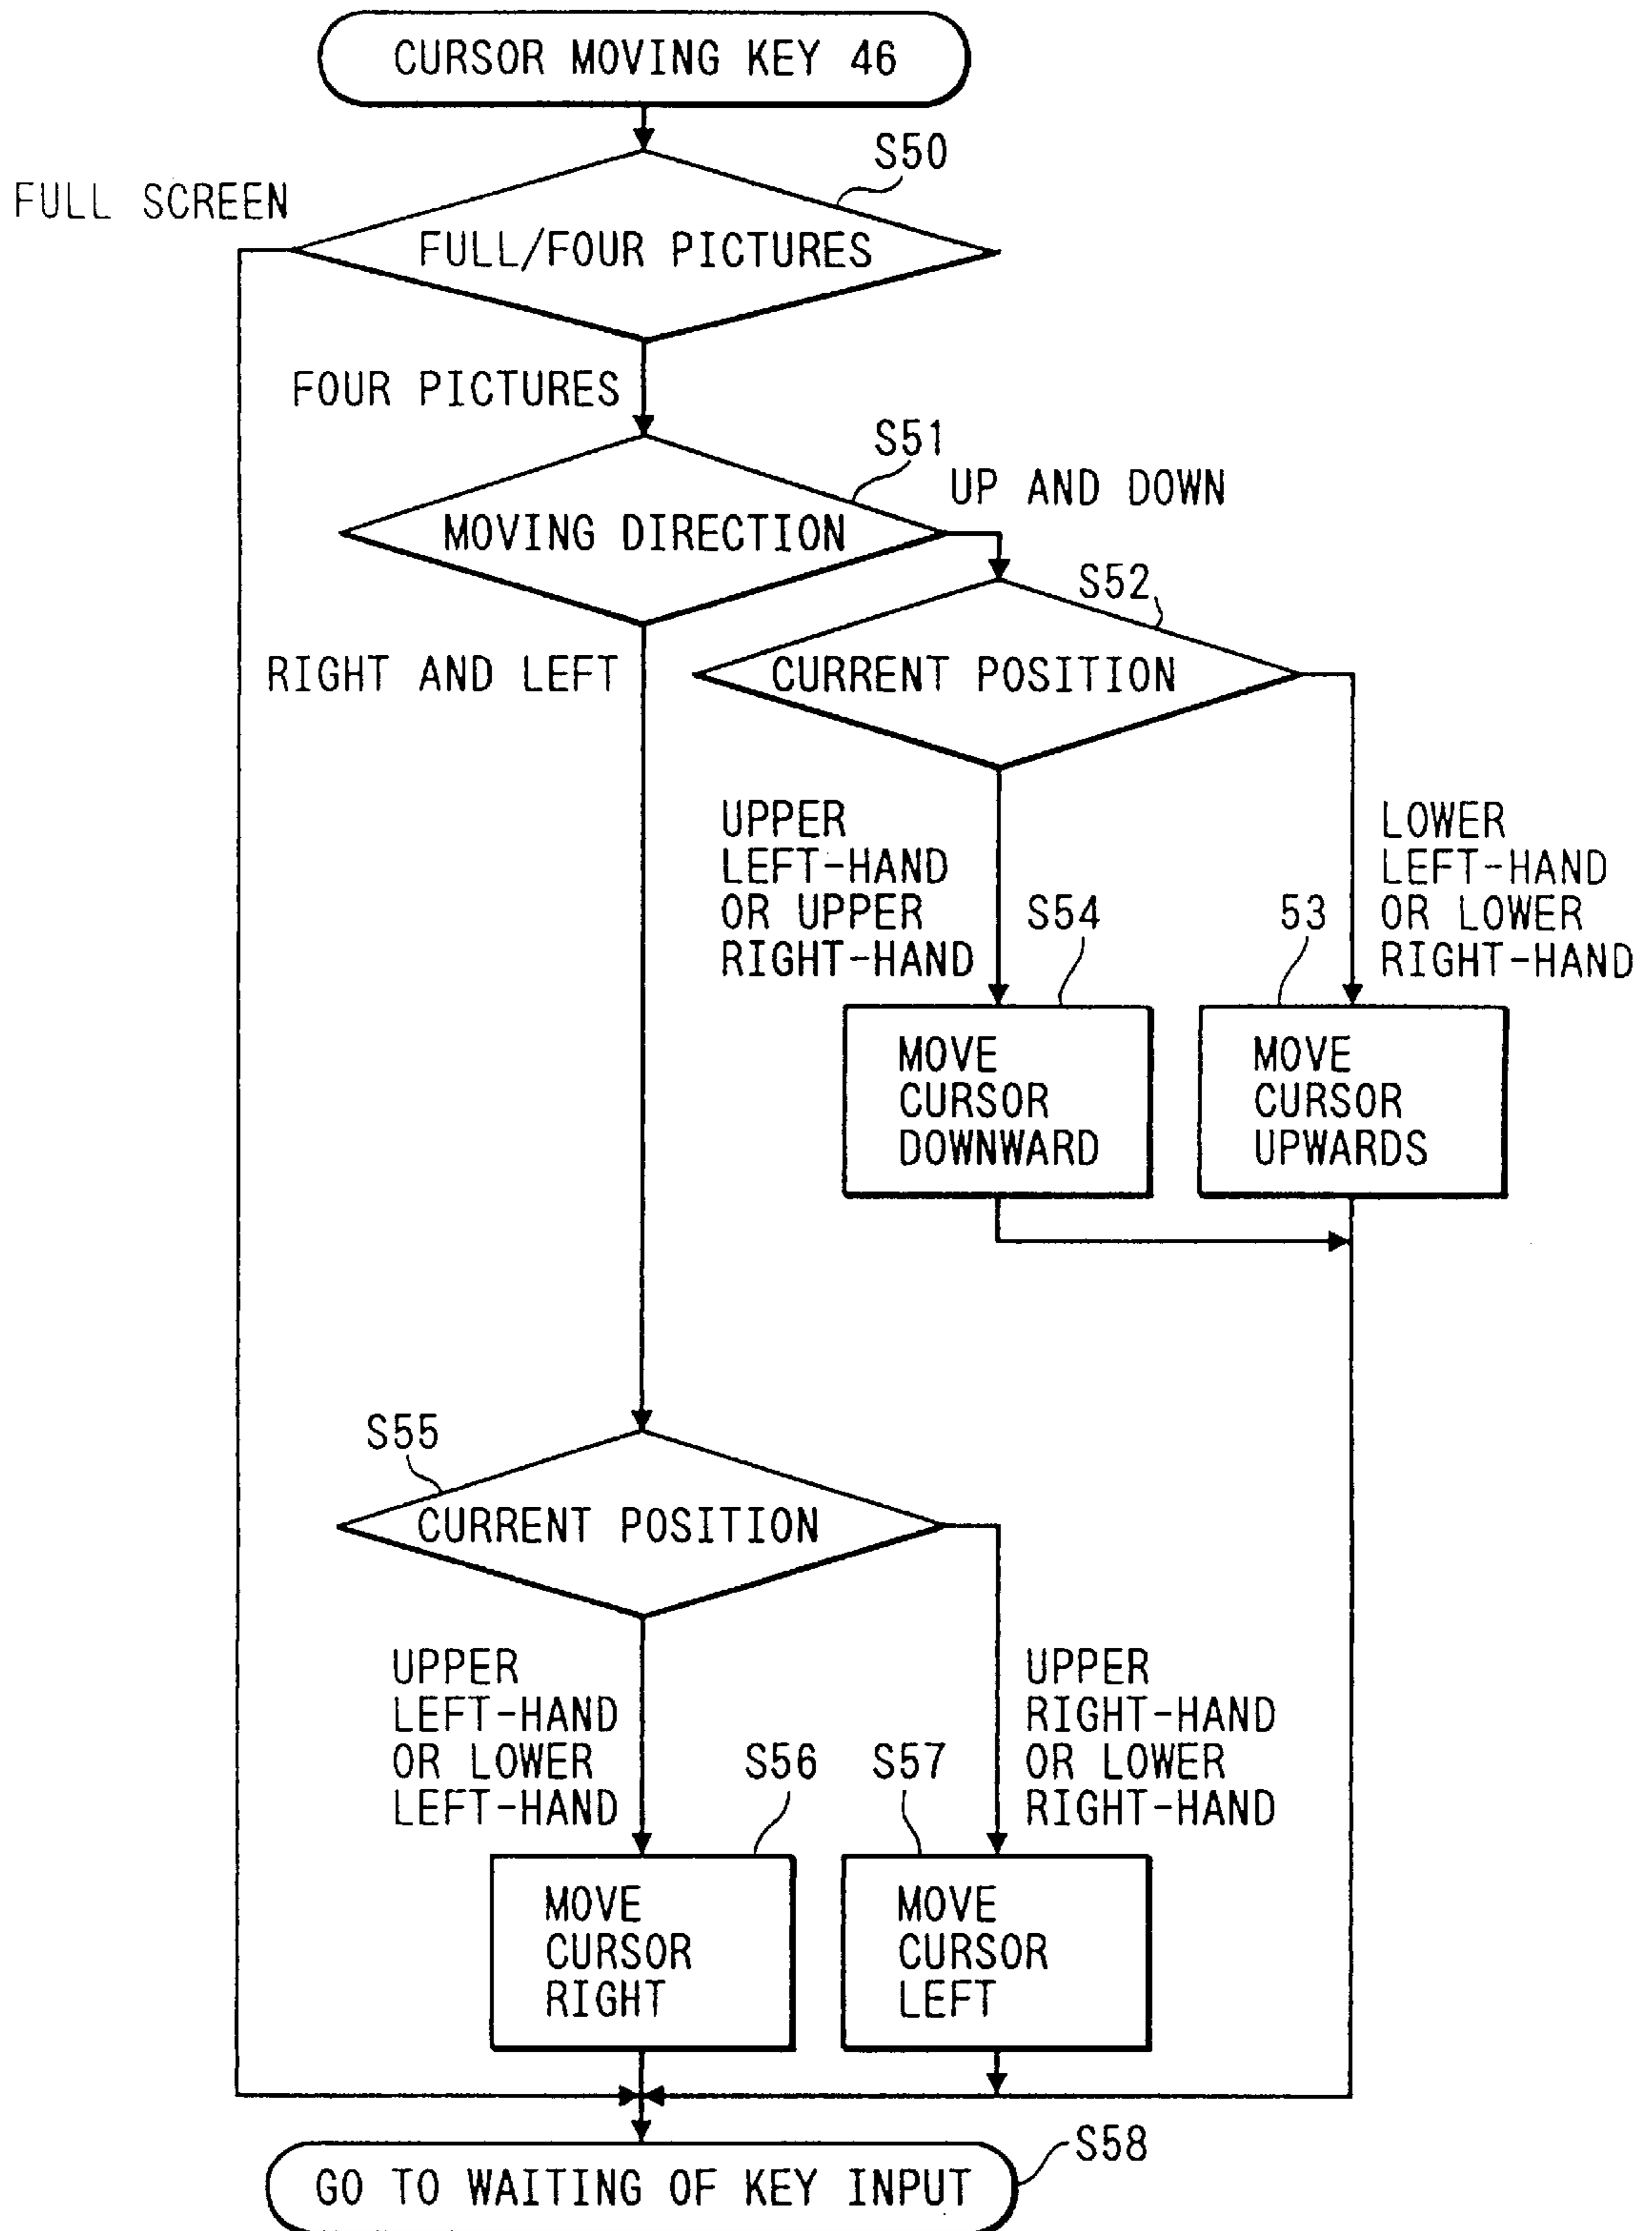 CURSOR MOVING KEY 46
S50
FULL SCREEN
FULL/FOUR PICTURES
FOUR PICTURES
S51
UP AND DOWN
MOVING DIRECTION
S52
RIGHT AND LEFT
CURRENT POSITION
UPPER
LEFT-HAND
OR UPPER
RIGHT-HAND
S54
53
LOWER
LEFT-HAND
OR LOWER
RIGHT-HAND
MOVE
CURSOR
DOWNWARD
MOVE
CURSOR
UPWARDS
S55
CURRENT POSITION
UPPER
LEFT-HAND
OR LOWER
LEFT-HAND
S56
S57
UPPER
RIGHT-HAND
OR LOWER
RIGHT-HAND
MOVE
CURSOR
RIGHT
MOVE
CURSOR
LEFT
S58
GO TO WAITING OF KEY INPUT